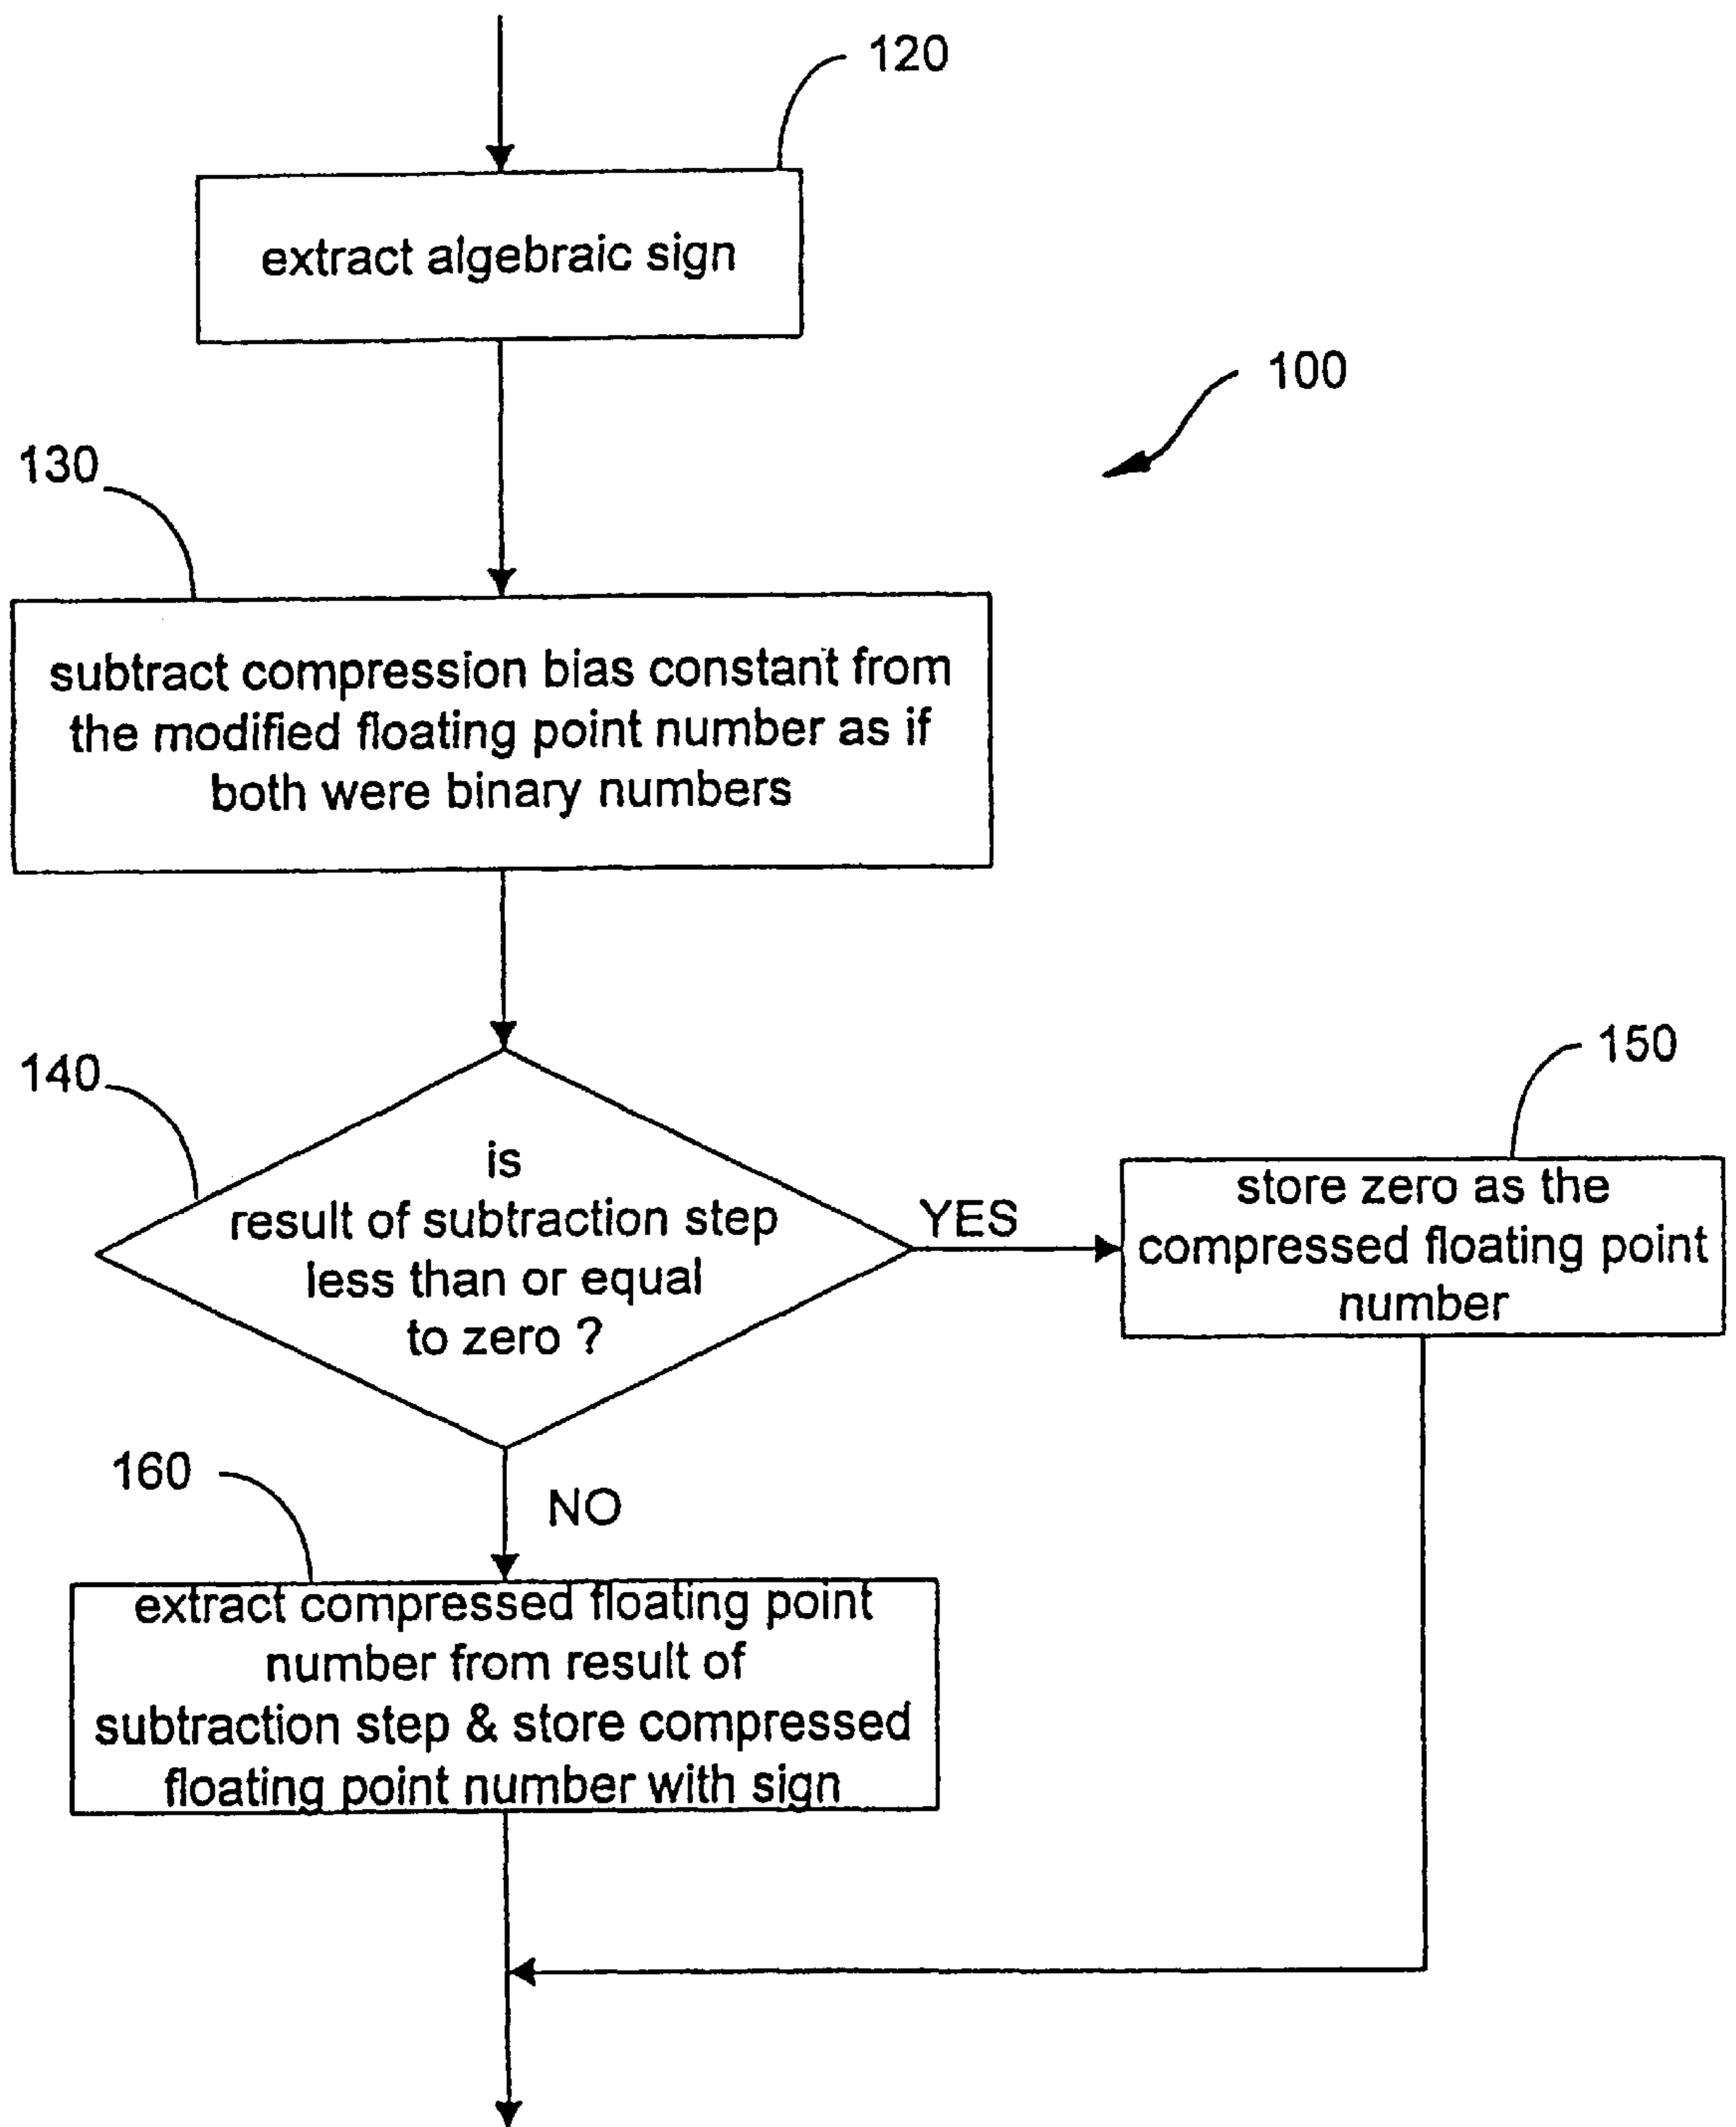 120
extract algebraic sign
100
130
subtract compression bias constant from
the modified floating point number as if
both were binary numbers
140
is
result of subtraction step
less than or equal
to zero ?
YES
150
store zero as the
compressed floating point
number
160
NO
extract compressed floating point
number from result of
subtraction step & store compressed
floating point number with sign